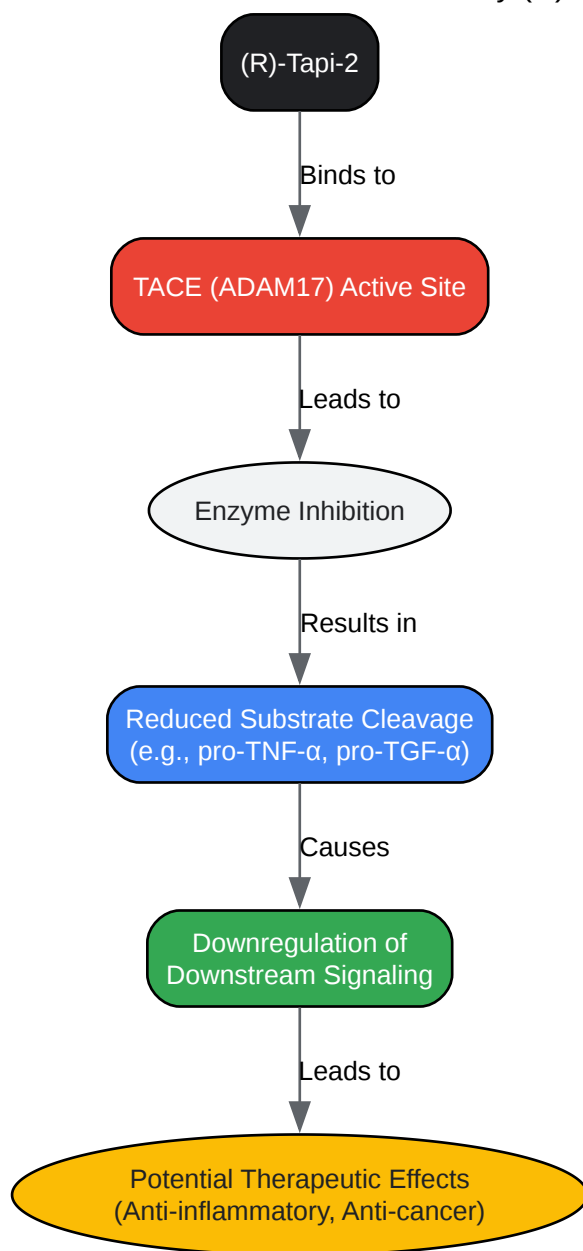 y (R)
(R)-Tapi-2
Binds to
TACE (ADAM17) Active Site
Leads to
Enzyme Inhibition
Results in
Reduced Substrate Cleavage
(e.g., pro-TNF-α, pro-TGF-α)
Causes
Downregulation of
Downstream Signaling
Leads to
Potential Therapeutic Effects
(Anti-inflammatory, Anti-cancer)